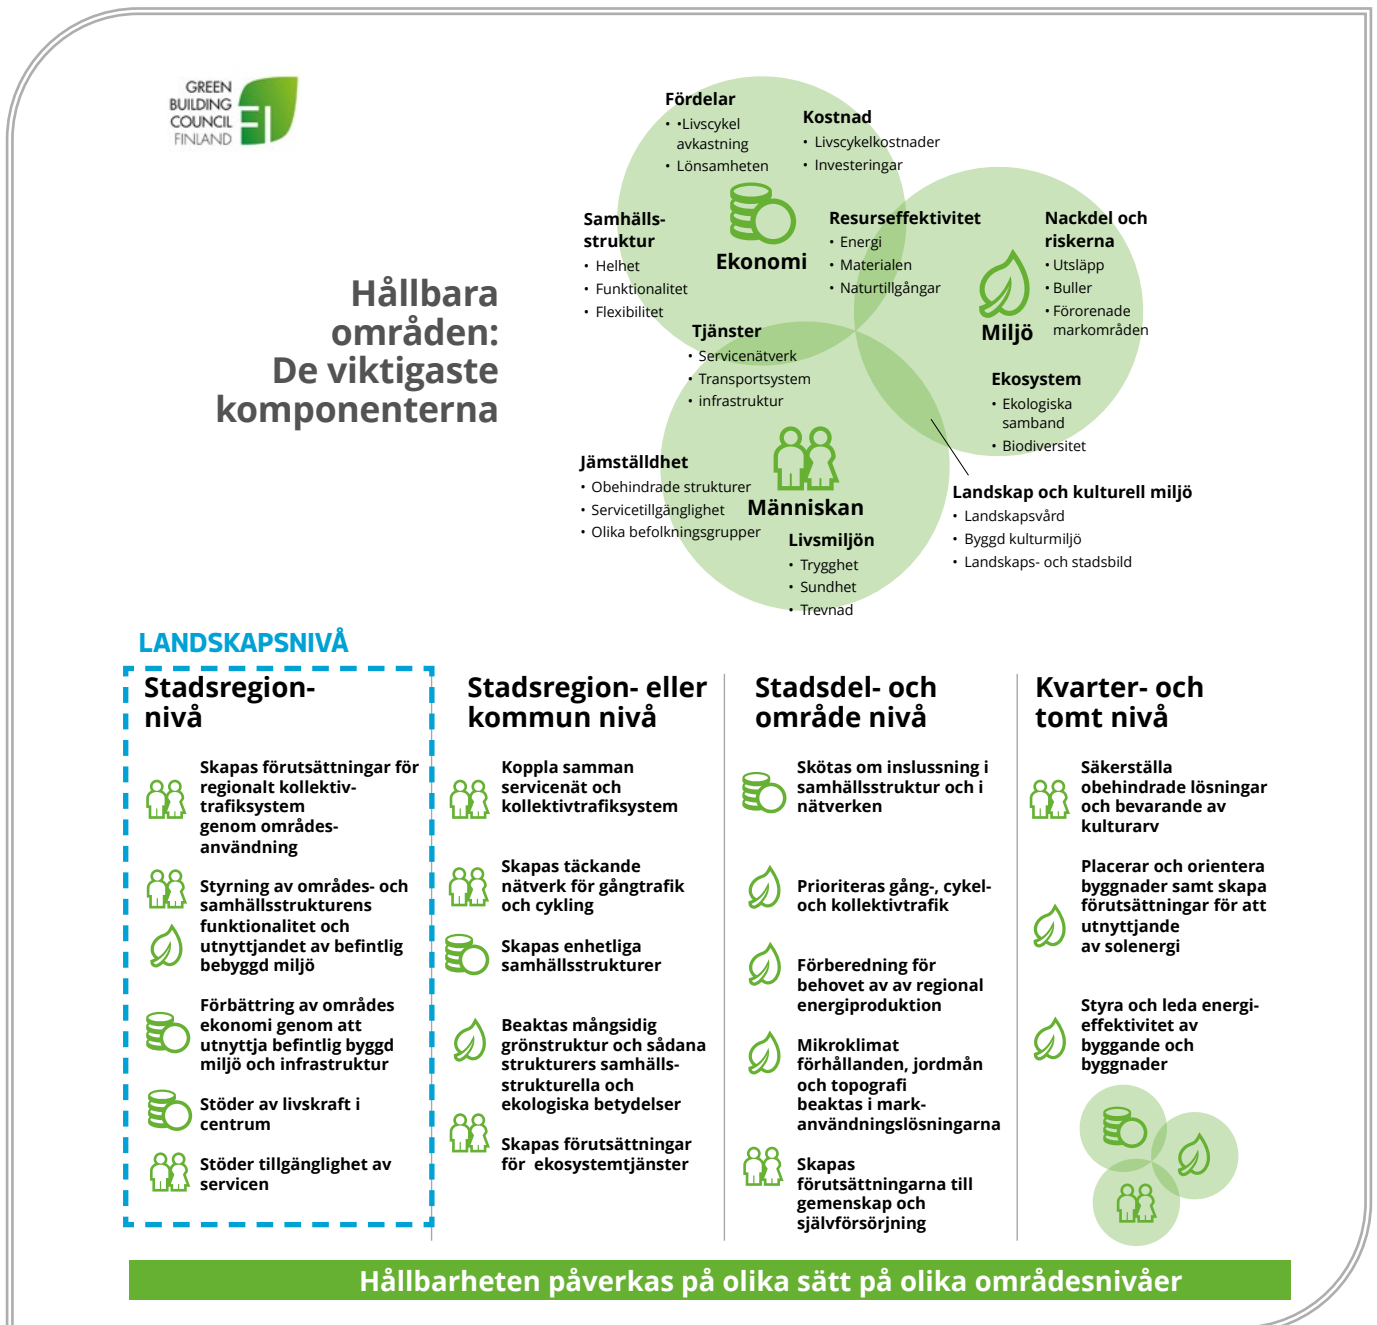 GREEN
BUILDING
COUNCIL
FINLAND
Hållbara
områden:
De viktigaste
komponenterna
Fördelar
• •Livscykel
avkastning
• Lönsamheten
Kostnad
• Livscykelkostnader
• Investeringar
Samhälls-
struktur
• Helhet
• Funktionalitet
• Flexibilitet
Ekonomi
Resurseffektivitet
• Energi
• Materialen
• Naturtillgångar
Nackdel och
riskerna
• Utsläpp
• Buller
• Förorenade
markområden
Miljö
Tjänster
• Servicenätverk
• Transportsystem
• infrastruktur
Ekosystem
• Ekologiska
samband
• Biodiversitet
Jämställdhet
• Obehindrade strukturer
• Servicetillgänglighet
• Olika befolkningsgrupper
Människan
Livsmiljön
• Trygghet
• Sundhet
• Trevnad
Landskap och kulturell miljö
• Landskapsvård
• Byggd kulturmiljö
• Landskaps- och stadsbild
LANDSKAPSNIVÅ
Stadsregion-
nivå
Skapas förutsättningar för
regionalt kollektiv-
trafiksystem
genom områdes-
användning
Styrning av områdes- och
samhällsstrukturens
funktionalitet och
utnyttjandet av befintlig
bebyggd miljö
Förbättring av områdes
ekonomi genom att
utnyttja befintlig byggd
miljö och infrastruktur
Stöder av livskraft i
centrum
Stöder tillgänglighet av
servicen
Stadsregion- eller
kommun nivå
Koppla samman
servicenät och
kollektivtrafiksystem
Skapas täckande
nätverk för gångtrafik
och cykling
Skapas enhetliga
samhällsstrukturer
Beaktas mångsidig
grönstruktur och sådana
strukturers samhälls-
strukturella och
ekologiska betydelser
Skapas förutsättningar
för ekosystemtjänster
Stadsdel- och
område nivå
Skötas om inslussning i
samhällsstruktur och i
nätverken
Prioriteras gång-, cykel-
och kollektivtrafik
Förberedning för
behovet av av regional
energiproduktion
Mikroklimat
förhållanden, jordmån
och topografi
beaktas i mark-
användningslösningarna
Skapas
förutsättningarna till
gemenskap och
självförsörjning
Kvarter- och
tomt nivå
Säkerställa
obehindrade lösningar
och bevarande av
kulturarv
Placerar och orientera
byggnader samt skapa
förutsättningar för att
utnyttjande
av solenergi
Styra och leda energi-
effektivitet av
byggande och
byggnader
Hållbarheten påverkas på olika sätt på olika områdesnivåer